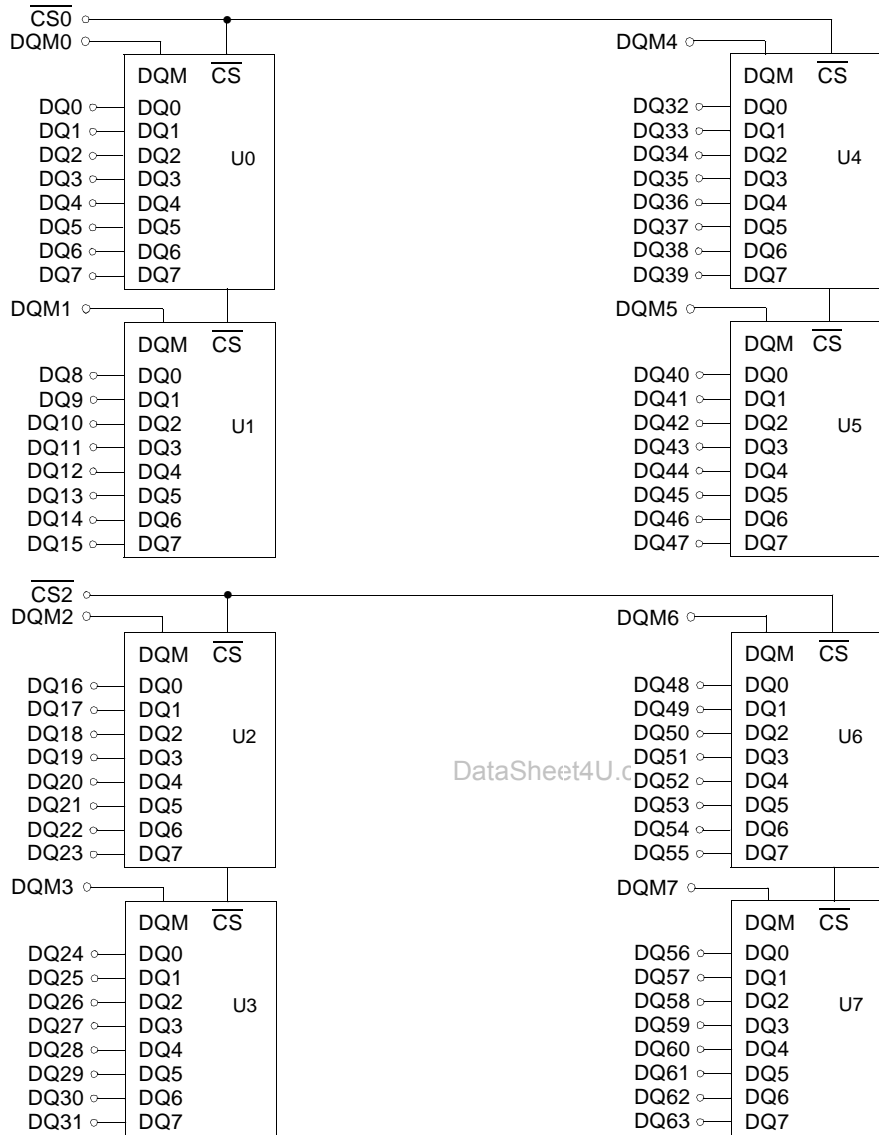 CS0
DQM0
DQM4
DQM CS
DQ0 DQ0
DQ1 DQ1
DQ2 DQ2
DQ3 DQ3
DQ4 DQ4
DQ5 DQ5
DQ6 DQ6
DQ7 DQ7
U0
DQM CS
DQ32 DQ0
DQ33 DQ1
DQ34 DQ2
DQ35 DQ3
DQ36 DQ4
DQ37 DQ5
DQ38 DQ6
DQ39 DQ7
U4
DQM1
DQM CS
DQ8 DQ0
DQ9 DQ1
DQ10 DQ2
DQ11 DQ3
DQ12 DQ4
DQ13 DQ5
DQ14 DQ6
DQ15 DQ7
U1
DQM5
DQM CS
DQ40 DQ0
DQ41 DQ1
DQ42 DQ2
DQ43 DQ3
DQ44 DQ4
DQ45 DQ5
DQ46 DQ6
DQ47 DQ7
U5
CS2
DQM2
DQM CS
DQ16 DQ0
DQ17 DQ1
DQ18 DQ2
DQ19 DQ3
DQ20 DQ4
DQ21 DQ5
DQ22 DQ6
DQ23 DQ7
U2
DataSheet4U.c
DQM6
DQM CS
DQ48 DQ0
DQ49 DQ1
DQ50 DQ2
DQ51 DQ3
DQ52 DQ4
DQ53 DQ5
DQ54 DQ6
DQ55 DQ7
U6
DQM3
DQM CS
DQ24 DQ0
DQ25 DQ1
DQ26 DQ2
DQ27 DQ3
DQ28 DQ4
DQ29 DQ5
DQ30 DQ6
DQ31 DQ7
U3
DQM7
DQM CS
DQ56 DQ0
DQ57 DQ1
DQ58 DQ2
DQ59 DQ3
DQ60 DQ4
DQ61 DQ5
DQ62 DQ6
DQ63 DQ7
U7